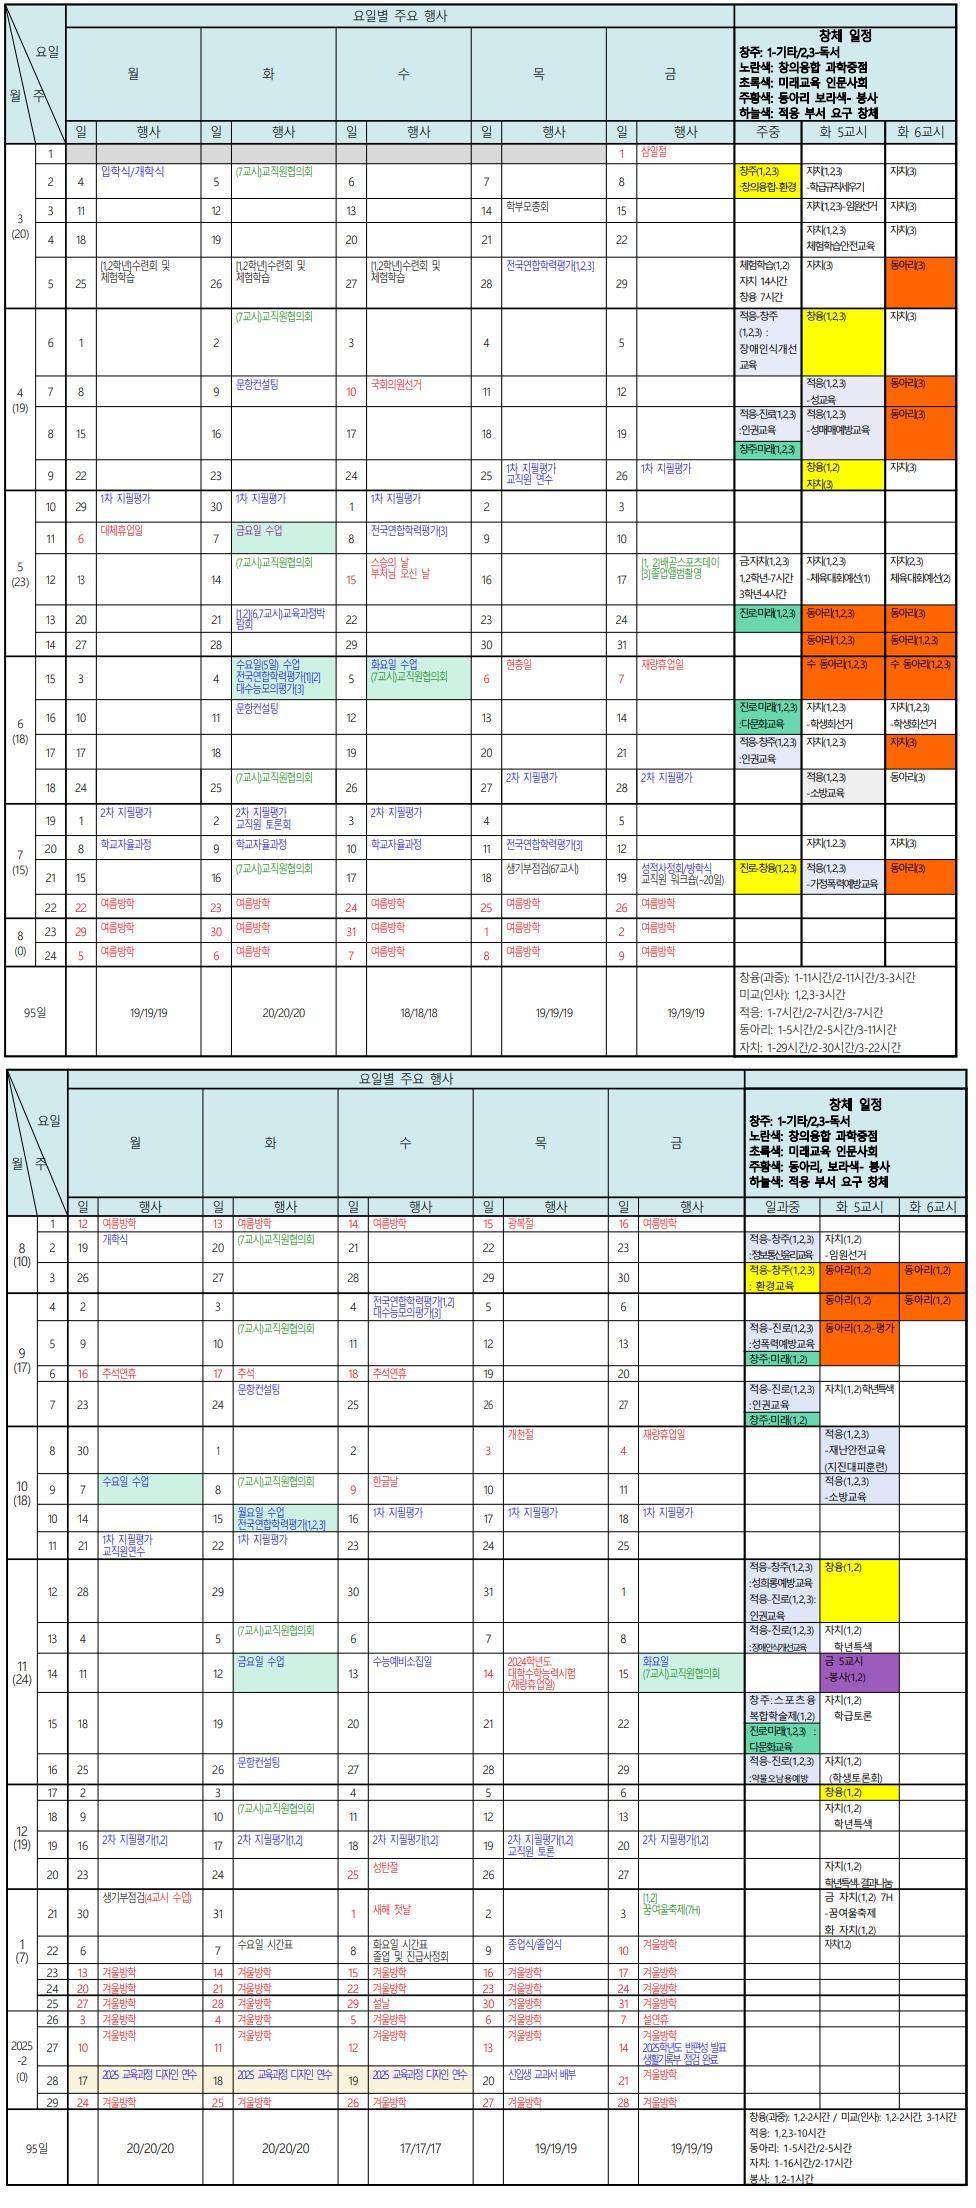 요일별 주요 행사
요일
월
주
월 화 수 목 금
창체 일정
창주: 1-기타/2,3-독서
노란색: 창의융합 과학중점
초록색: 미래교육 인문사회
주황색: 동아리 보라색- 봉사
하늘색: 적응 부서 요구 창체
일 행사 일 행사 일 행사 일 행사 일 행사 주중 화 5교시 화 6교시
3
(20)
1 1 삼일절
2 4 입학식/개학식 5 (7교시)교직원협의회 6 7 8 창주(1,2,3) 자치(1,2,3) 자치(3)
:창의융합-환경 -학급규칙세우기
3 11 12 13 14 학부모총회 15 자치(1,2,3)-임원선거 자치(3)
4 18 19 20 21 22 자치(1,2,3) 자치(3)
체험학습안전교육
5 25 [1,2학년]수련회 및 26 [1,2학년]수련회 및 27 [1,2학년]수련회 및 28 전국연합학력평가[1,2,3] 29 체험학습(1,2) 자치(3) 동아리(3)
체험학습 체험학습 체험학습 자치 14시간
창융 7시간
4
(19)
6 1 2 (7교시)교직원협의회 3 4 5 적응-창주 창융(1,2,3) 자치(3)
(1,2,3) :
장애인식개선
교육
7 8 9 문항컨설팅 10 국회의원선거 11 12 적응(1,2,3) 동아리(3)
-성교육
8 15 16 17 18 19 적응-진로(1,2,3) 적응(1,2,3) 동아리(3)
:인권교육 -성매매예방교육
창주:미래(1,2,3)
9 22 23 24 25 1차 지필평가 26 1차 지필평가 창융(1,2) 자치(3)
교직원 연수 자치(3)
5
(23)
10 29 1차 지필평가 30 1차 지필평가 1 1차 지필평가 2 3
11 6 대체휴업일 7 금요일 수업 8 전국연합학력평가[3] 9 10
12 13 14 (7교시)교직원협의회 15 스승의 날 16 17 [1, 2]배곧스포츠데이 금:자치(1,2,3) 자치(1,2,3) 자치(2,3)
부처님 오신 날 [3]졸업앨범촬영 1,2학년-7시간 -체육대회예선(1) 체육대회예선(2)
3학년-4시간
13 20 21 [1,2](6,7교시)교육과정박 22 23 24 진로:미래(1,2,3) 동아리(1,2,3) 동아리(3)
람회
14 27 28 29 30 31 동아리(1,2,3) 동아리(1,2,3)
6
(18)
15 3 4 수요일(5일) 수업 5 화요일 수업 6 현충일 7 재량휴업일 수 동아리(1,2,3) 수 동아리(1,2,3)
전국연합학력평가[1][2] (7교시)교직원협의회
대수능모의평가[3]
16 10 11 문항컨설팅 12 13 14 진로:미래(1,2,3) 자치(1,2,3) 자치(1,2,3)
:다문화교육 -학생회선거 -학생회선거
17 17 18 19 20 21 적응-창주(1,2,3) 자치(1,2,3) 자치(3)
:인권교육
18 24 25 (7교시)교직원협의회 26 27 2차 지필평가 28 2차 지필평가 적응(1,2,3) 동아리(3)
-소방교육
7
(15)
19 1 2차 지필평가 2 2차 지필평가 3 2차 지필평가 4 5
교직원 토론회
20 8 학교자율과정 9 학교자율과정 10 학교자율과정 11 전국연합학력평가[3] 12 자치(1,2,3) 자치(3)
21 15 16 (7교시)교직원협의회 17 18 생기부점검(67교시) 19 성적사정회/방학식 진로-창융(1,2,3) 적응(1,2,3) 동아리(3)
교직원 워크숍(~20일) -가정폭력예방교육
22 22 여름방학 23 여름방학 24 여름방학 25 여름방학 26 여름방학
8
(0)
23 29 여름방학 30 여름방학 31 여름방학 1 여름방학 2 여름방학
24 5 여름방학 6 여름방학 7 여름방학 8 여름방학 9 여름방학
95일 19/19/19 20/20/20 18/18/18 19/19/19 19/19/19
창융(과중): 1-11시간/2-11시간/3-3시간
미교(인사): 1,2,3-3시간
적응: 1-7시간/2-7시간/3-7시간
동아리: 1-5시간/2-5시간/3-11시간
자치: 1-29시간/2-30시간/3-22시간
요일별 주요 행사
요일
월
주
월 화 수 목 금
창체 일정
창주: 1-기타/2,3-독서
노란색: 창의융합 과학중점
초록색: 미래교육 인문사회
주황색: 동아리, 보라색- 봉사
하늘색: 적응 부서 요구 창체
일 행사 일 행사 일 행사 일 행사 일 행사 일과중 화 5교시 화 6교시
8
(10)
1 12 여름방학 13 여름방학 14 여름방학 15 광복절 16 여름방학
2 19 개학식 20 (7교시)교직원협의회 21 22 23 적응-창주(1,2,3) 자치(1,2)
:정보통신윤리교육 -임원선거
3 26 27 28 29 30 적응-창주(1,2,3) 동아리(1,2) 동아리(1,2)
: 환경교육
9
(17)
4 2 3 4 전국연합학력평가[1,2] 5 6 동아리(1,2) 동아리(1,2)
대수능모의평가[3]
5 9 10 (7교시)교직원협의회 11 12 13 적응-진로(1,2,3) 동아리(1,2)-평가
:성폭력예방교육
창주:미래(1,2)
6 16 추석연휴 17 추석 18 추석연휴 19 20
7 23 24 문항컨설팅 25 26 27 적응-진로(1,2,3) 자치(1,2)학년특색
:인권교육
창주:미래(1,2)
10
(18)
8 30 1 2 3 개천절 4 재량휴업일 적응(1,2,3)
-재난안전교육
(지진대피훈련)
9 7 수요일 수업 8 (7교시)교직원협의회 9 한글날 10 11 적응(1,2,3)
-소방교육
10 14 15 월요일 수업 16 1차 지필평가 17 1차 지필평가 18 1차 지필평가
전국연합학력평가[1,2,3]
11 21 1차 지필평가 22 1차 지필평가 23 24 25
교직원연수
11
(24)
12 28 29 30 31 1 적응-창주(1,2,3) 창융(1,2)
:성희롱예방교육
적응-진로(1,2,3):
인권교육
13 4 5 (7교시)교직원협의회 6 7 8 적응-진로(1,2,3) 자치(1,2)
:장애인식개선교육 학년특색
14 11 12 금요일 수업 13 수능예비소집일 14 2024학년도 15 화요일 금 5교시
대학수학능력시험 (7교시)교직원협의회 -봉사(1,2)
(재량휴업일)
15 18 19 20 21 22 창주:스포츠융 자치(1,2)
복합학술제(1,2) 학급토론
진로:미래(1,2,3) :
다문화교육
16 25 26 문항컨설팅 27 28 29 적응-진로(1,2,3) 자치(1,2)
:약물오남용예방 (학생토론회)
12
(19)
17 2 3 4 5 6 창융(1,2)
18 9 10 (7교시)교직원협의회 11 12 13 자치(1,2)
학년특색
19 16 2차 지필평가[1,2] 17 2차 지필평가[1,2] 18 2차 지필평가[1,2] 19 2차 지필평가[1,2] 20 2차 지필평가[1,2]
교직원 토론
20 23 24 25 성탄절 26 27 자치(1,2)
학년특색-결과나눔
1
(7)
21 30 생기부점검(4교시 수업) 31 1 새해 첫날 2 3 [1,2] 금 자치(1,2) 7H
꿈여울축제(7H) -꿈여울축제
화 자치(1,2)
22 6 7 수요일 시간표 8 화요일 시간표 9 종업식/졸업식 10 겨울방학 자치(1,2)
졸업 및 진급사정회
23 13 겨울방학 14 겨울방학 15 겨울방학 16 겨울방학 17 겨울방학
24 20 겨울방학 21 겨울방학 22 겨울방학 23 겨울방학 24 겨울방학
25 27 겨울방학 28 겨울방학 29 설날 30 겨울방학 31 겨울방학
2025
-2
(0)
26 3 겨울방학 4 겨울방학 5 겨울방학 6 겨울방학 7 설연휴
27 10 겨울방학 11 겨울방학 12 겨울방학 13 겨울방학 14 겨울방학
2025학년도 반편성 발표
생활기록부 점검 완료
28 17 2025 교육과정 디자인 연수 18 2025 교육과정 디자인 연수 19 2025 교육과정 디자인 연수 20 신입생 교과서 배부 21 겨울방학
29 24 겨울방학 25 겨울방학 26 겨울방학 27 겨울방학 28 겨울방학
95일 20/20/20 20/20/20 17/17/17 19/19/19 19/19/19
창융(과중): 1,2-2시간 / 미교(인사): 1,2-2시간, 3-1시간
적응: 1,2,3-10시간
동아리: 1-5시간/2-5시간
자치: 1-16시간/2-17시간
봉사: 1,2-1시간